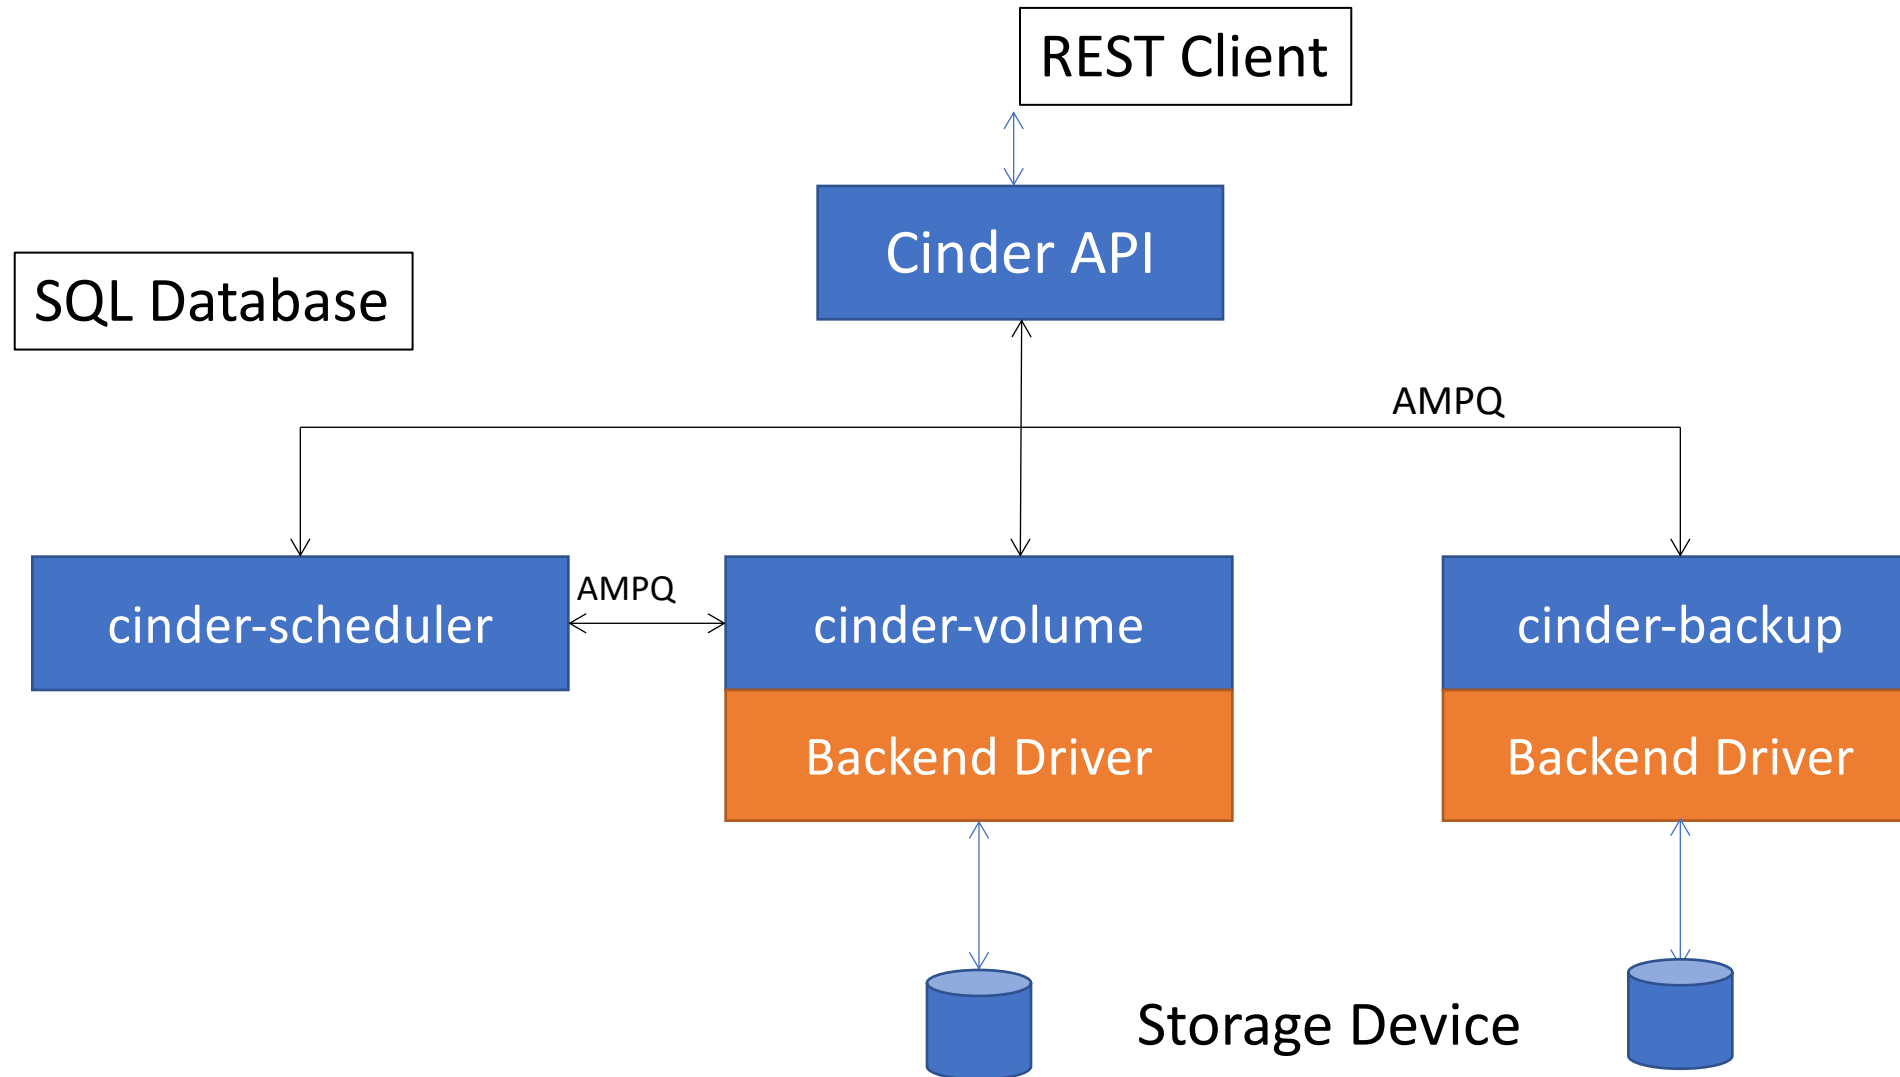 REST Client
Cinder API
SQL Database
AMPQ
cinder-scheduler
AMPQ
cinder-volume
cinder-backup
Backend Driver
Backend Driver
Storage Device